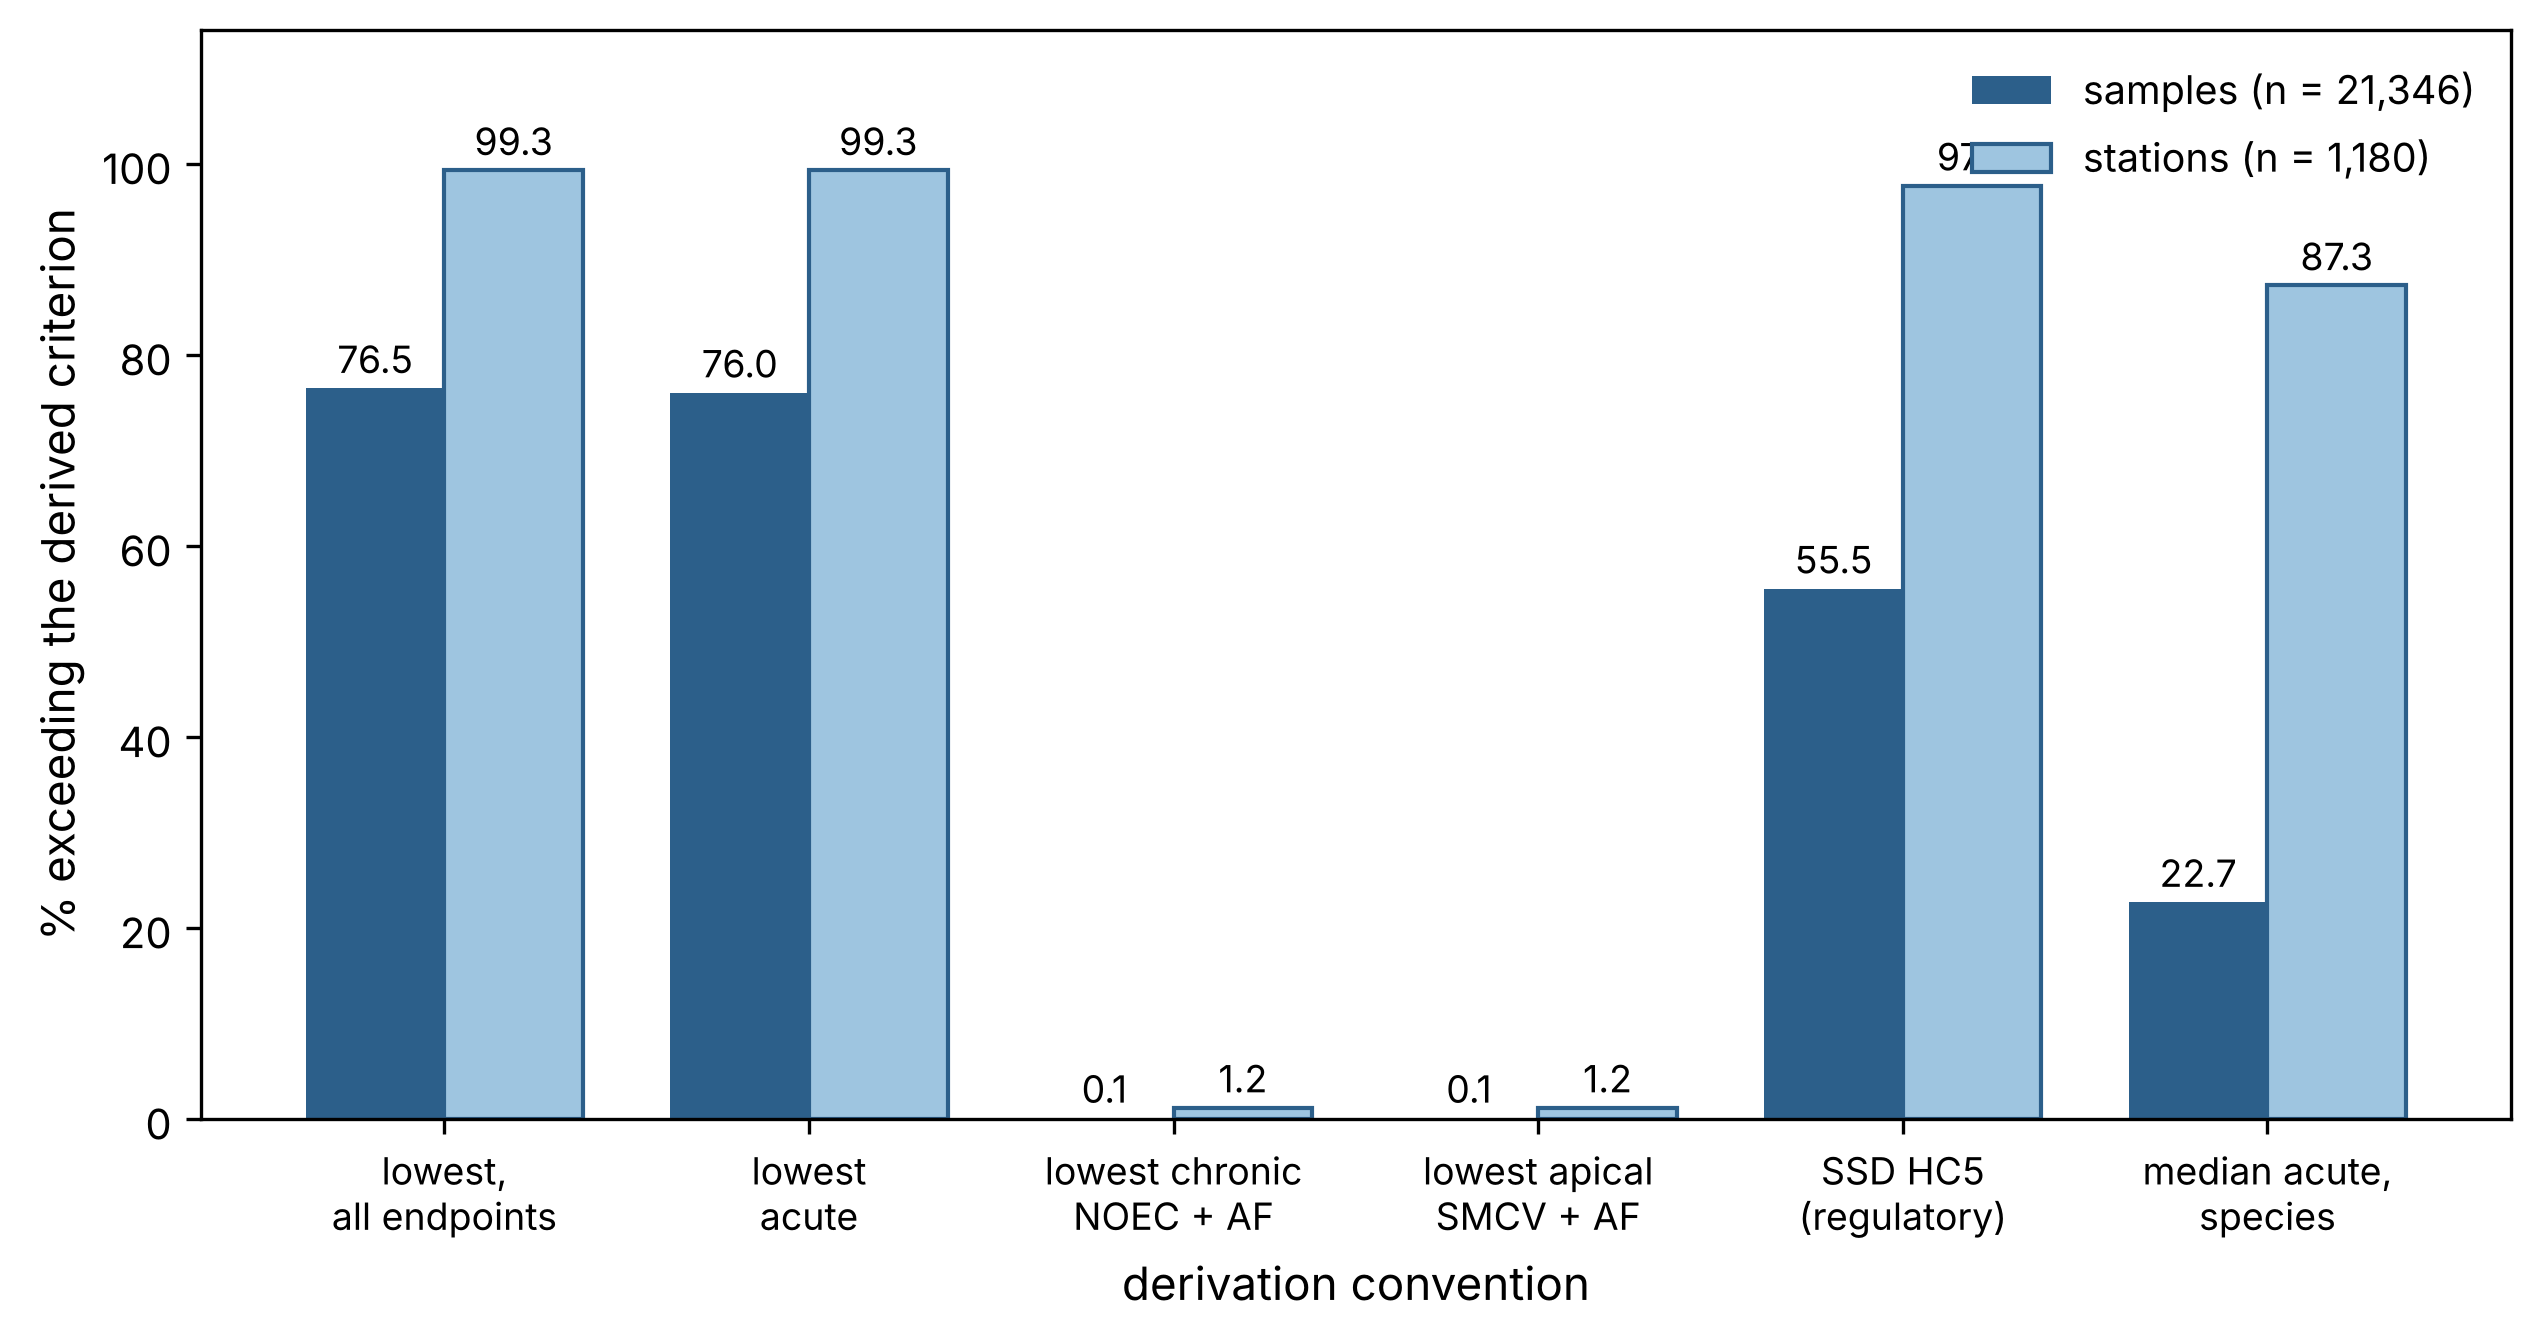 samples (n = 21,346)
stations (n = 1,180)
% exceeding the derived criterion
100
80
60
40
20
0
76.5
99.3
76.0
99.3
0.1
1.2
0.1
1.2
55.5
97
22.7
87.3
lowest,
all endpoints
lowest
acute
lowest chronic
NOEC + AF
lowest apical
SMCV + AF
SSD HC5
(regulatory)
median acute,
species
derivation convention